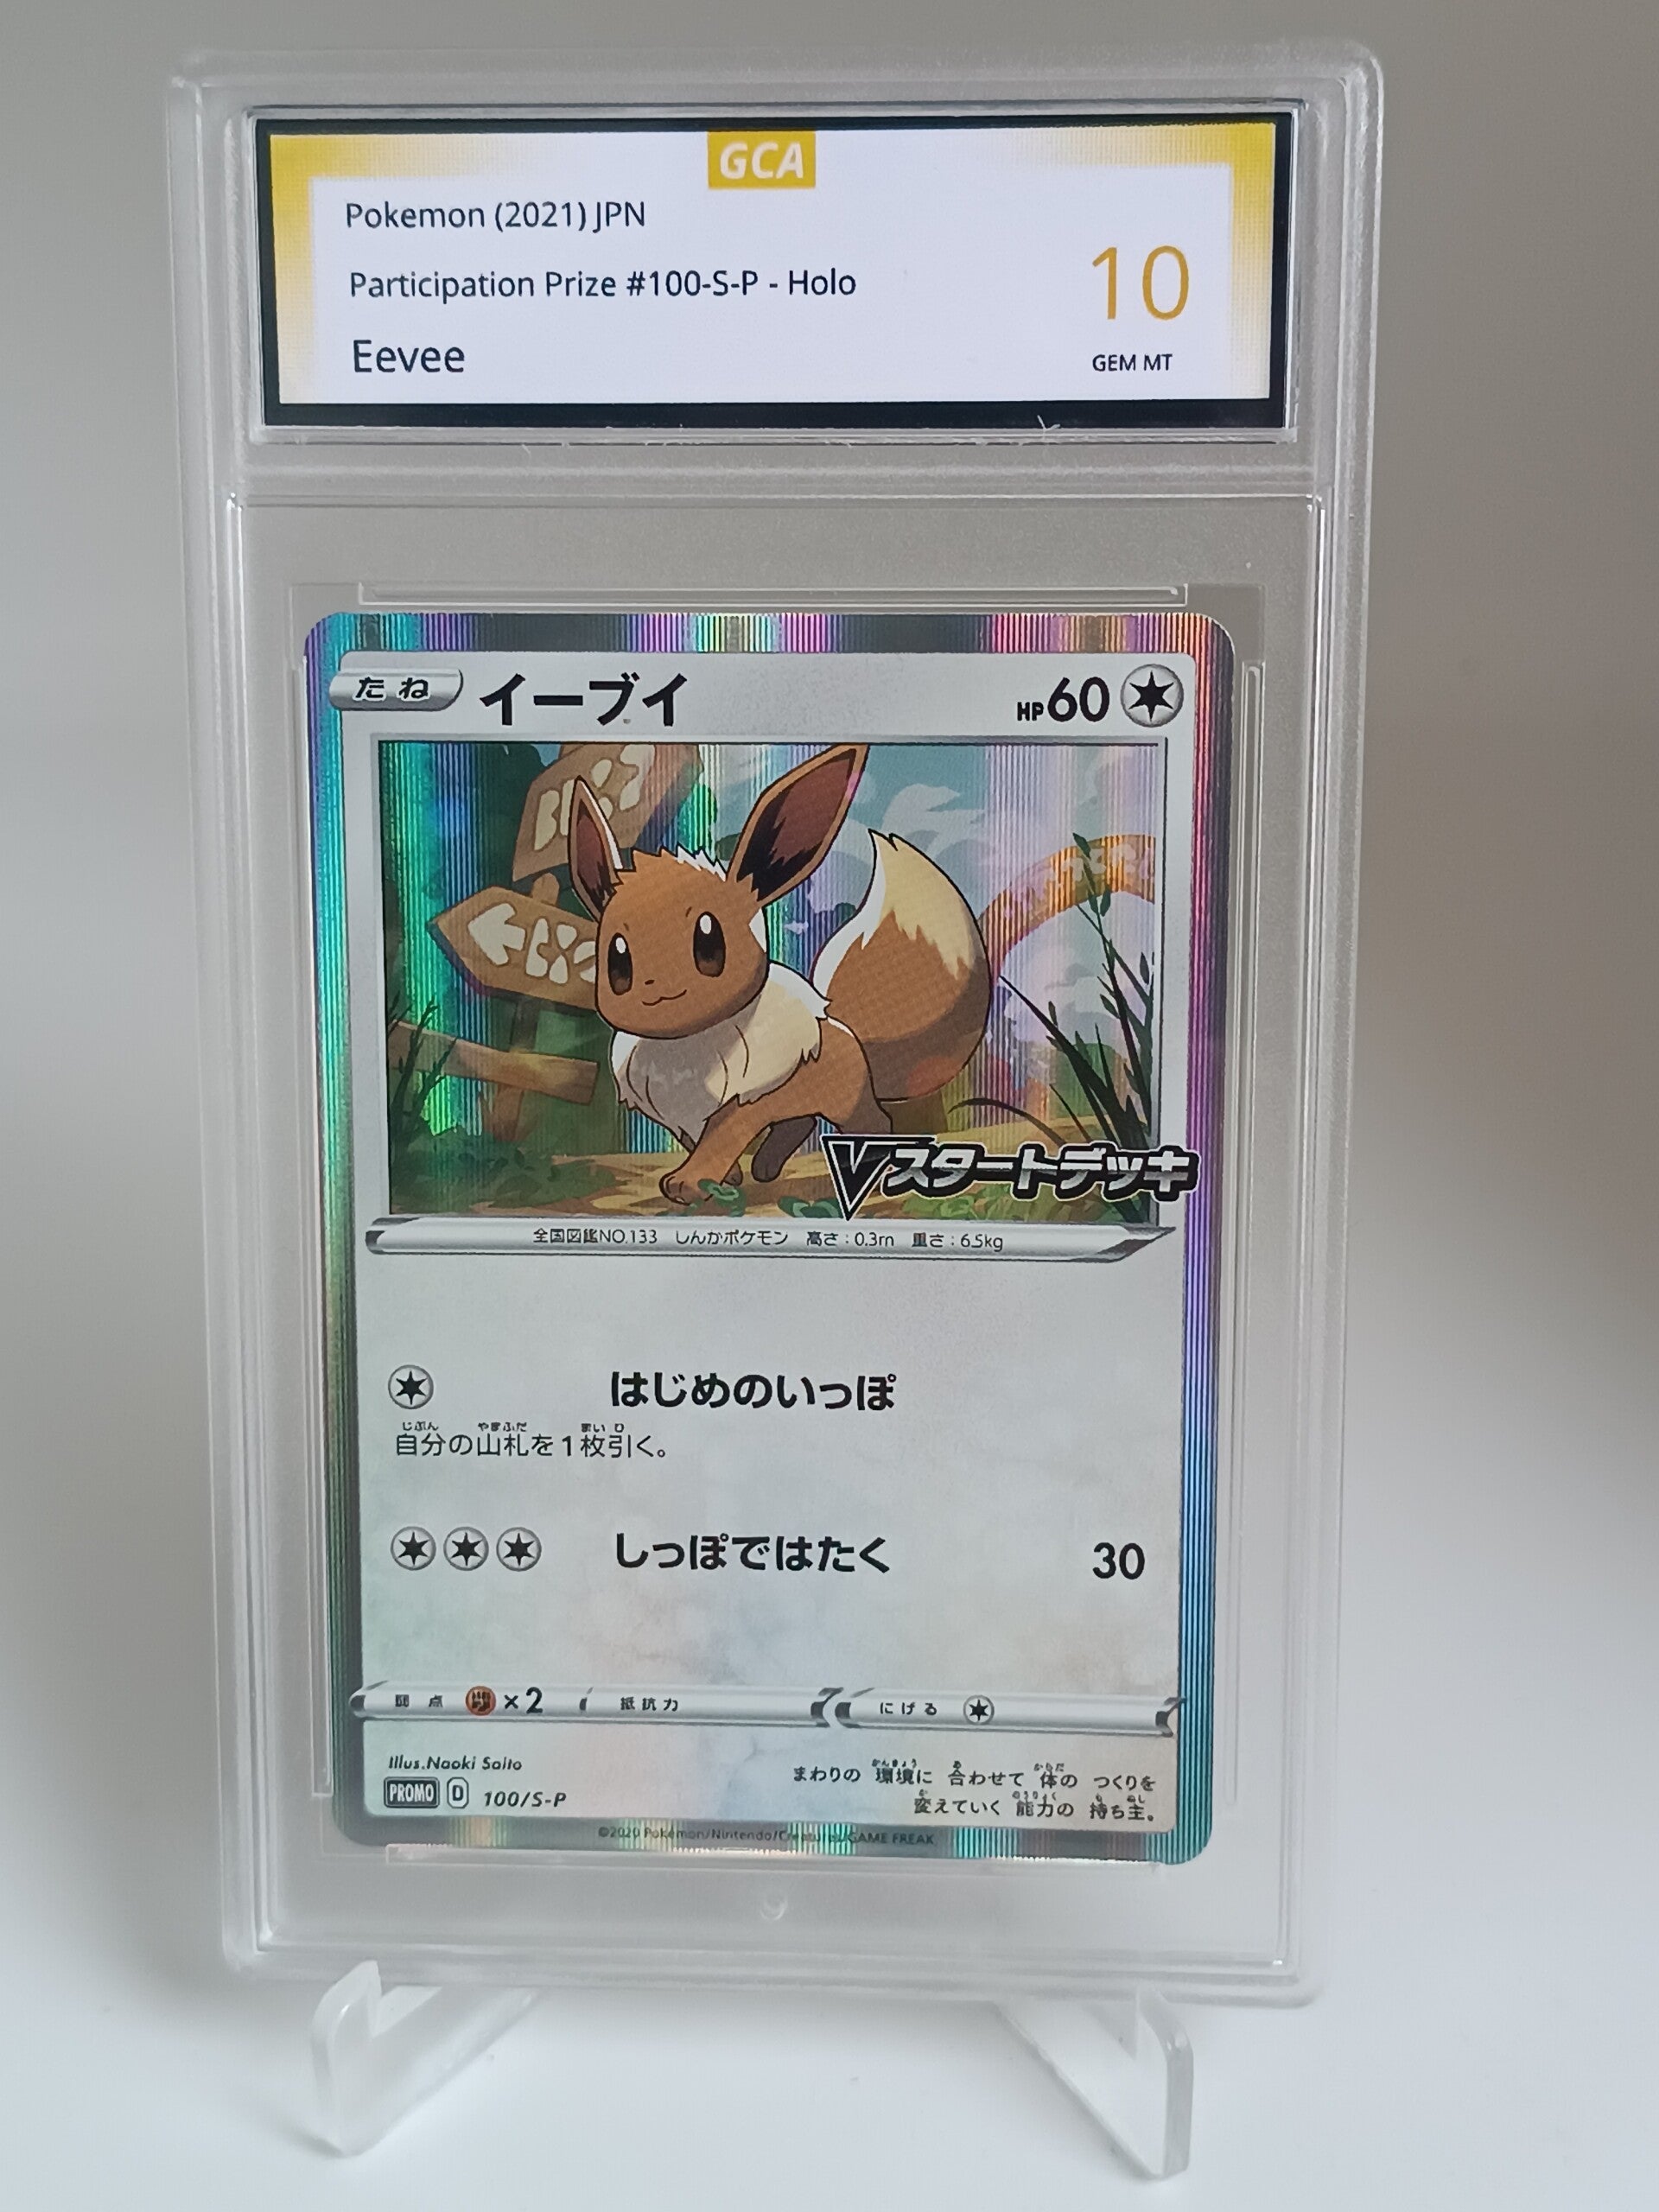 GCA
Pokemon (2021) JPN
Participation Prize #100-S-P - Holo
Eevee
10
GEM MT
たね イーブイ HP60
Vスタートデッキ
全国図鑑NO.133 しんかポケモン 高さ:0.3m 重さ:6.5kg
はじめのいっぽ
自分の山札を1枚引く。
しっぽではたく 30
弱点 ×2 抵抗力 にげる
Illus.Naoki Saito
PROMO D 100/S-P
まわりの 環境に 合わせて 体の つくりを
変えていく 能力の 持ち主。
©2020 Pokémon/Nintendo/Creatures/GAME FREAK